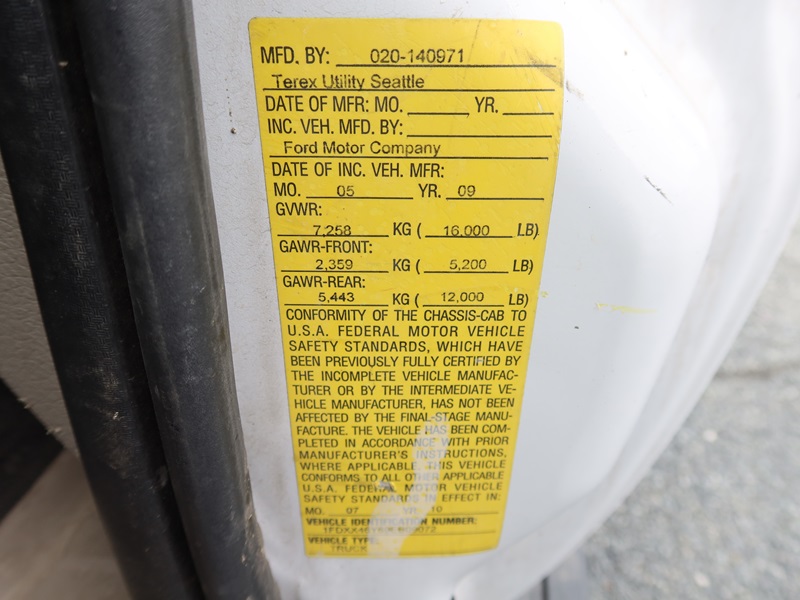 MFD. BY: 020-140971
Terex Utility Seattle
DATE OF MFR: MO. YR.
INC. VEH. MFD. BY:
Ford Motor Company
DATE OF INC. VEH. MFR:
MO. 05 YR. 09
GVWR:
7,258 KG ( 16,000 LB)
GAWR-FRONT:
2,359 KG ( 5,200 LB)
GAWR-REAR:
5,443 KG ( 12,000 LB)
CONFORMITY OF THE CHASSIS-CAB TO
U.S.A. FEDERAL MOTOR VEHICLE
SAFETY STANDARDS, WHICH HAVE
BEEN PREVIOUSLY FULLY CERTIFIED BY
THE INCOMPLETE VEHICLE MANUFAC-
TURER OR BY THE INTERMEDIATE VE-
HICLE MANUFACTURER, HAS NOT BEEN
AFFECTED BY THE FINAL-STAGE MANU-
FACTURE. THE VEHICLE HAS BEEN COM-
PLETED IN ACCORDANCE WITH PRIOR
MANUFACTURER'S INSTRUCTIONS,
WHERE APPLICABLE. THIS VEHICLE
CONFORMS TO ALL OTHER APPLICABLE
U.S.A. FEDERAL MOTOR VEHICLE
SAFETY STANDARDS IN EFFECT IN:
MO. 07 YR. 10
VEHICLE IDENTIFICATION NUMBER:
VEHICLE TYPE:
TRUCK